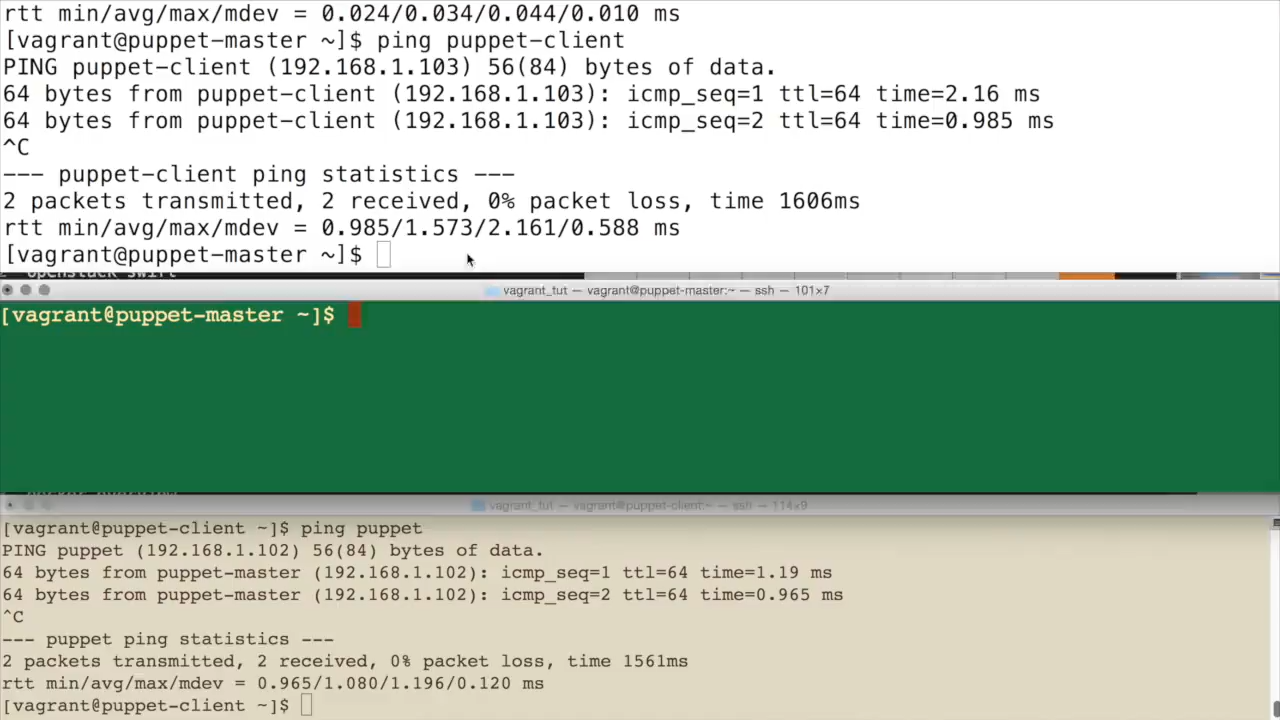 rtt min/avg/max/mdev = 0.024/0.034/0.044/0.010 ms
[vagrant@puppet-master ~]$ ping puppet-client
PING puppet-client (192.168.1.103) 56(84) bytes of data.
64 bytes from puppet-client (192.168.1.103): icmp_seq=1 ttl=64 time=2.16 ms
64 bytes from puppet-client (192.168.1.103): icmp_seq=2 ttl=64 time=0.985 ms
^C
--- puppet-client ping statistics ---
2 packets transmitted, 2 received, 0% packet loss, time 1606ms
rtt min/avg/max/mdev = 0.985/1.573/2.161/0.588 ms
[vagrant@puppet-master ~]$
openstack swift
vagrant_tut — vagrant@puppet-master:~ — ssh — 101×7
[vagrant@puppet-master ~]$
vagrant_tut — vagrant@puppet-client:~ — ssh — 114×9
[vagrant@puppet-client ~]$ ping puppet
PING puppet (192.168.1.102) 56(84) bytes of data.
64 bytes from puppet-master (192.168.1.102): icmp_seq=1 ttl=64 time=1.19 ms
64 bytes from puppet-master (192.168.1.102): icmp_seq=2 ttl=64 time=0.965 ms
^C
--- puppet ping statistics ---
2 packets transmitted, 2 received, 0% packet loss, time 1561ms
rtt min/avg/max/mdev = 0.965/1.080/1.196/0.120 ms
[vagrant@puppet-client ~]$